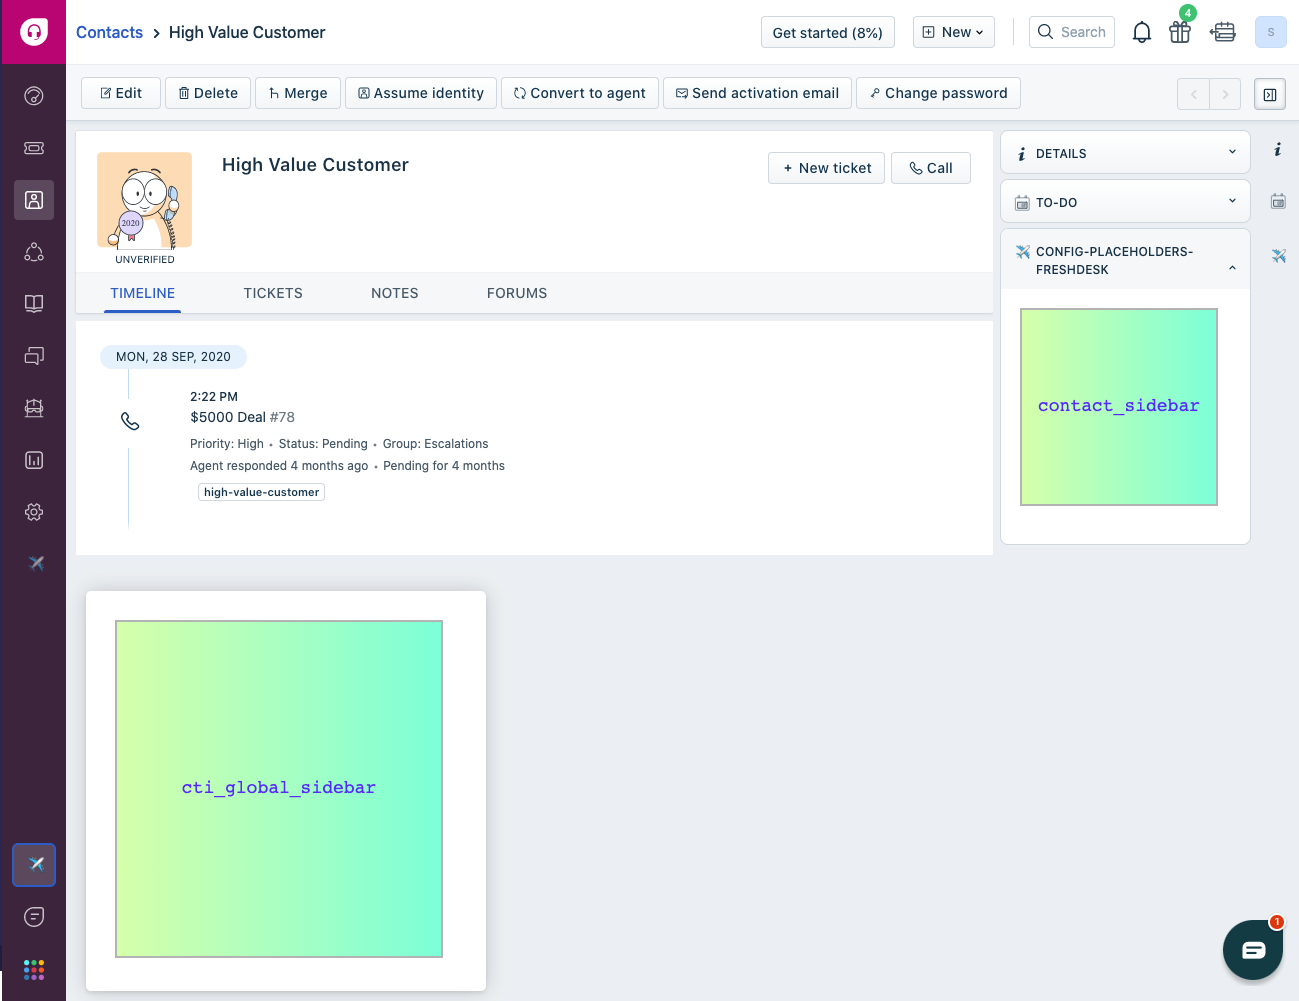 Contacts > High Value Customer
Get started (8%)
New
Search
4
S
Edit
Delete
Merge
Assume identity
Convert to agent
Send activation email
Change password
High Value Customer
+ New ticket
Call
2020
UNVERIFIED
TIMELINE
TICKETS
NOTES
FORUMS
MON, 28 SEP, 2020
2:22 PM
$5000 Deal #78
Priority: High • Status: Pending • Group: Escalations
Agent responded 4 months ago • Pending for 4 months
high-value-customer
DETAILS
TO-DO
CONFIG-PLACEHOLDERS-
FRESHDESK
contact_sidebar
cti_global_sidebar
1